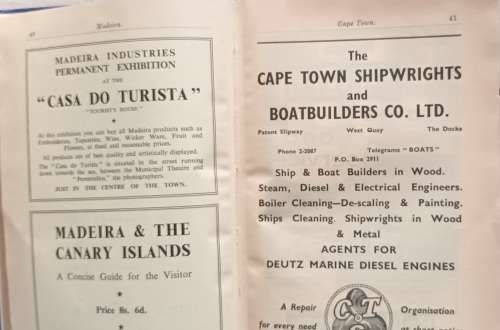 40
Madeira.
MADEIRA INDUSTRIES
PERMANENT EXHIBITION
AT THE
"CASA DO TURISTA"
"TOURIST'S HOUSE"
At this exhibition you can buy all Madeira products such as
Embroideries, Tapestries, Wine, Wicker Ware, Fruit and
Flowers, at fixed and reasonable prices.
All products are of best quality and artistically displayed.
The "Casa do Turista" is situated in the street running
down towards the sea, between the Municipal Theatre and
"Perestrellos," the photographers.
JUST IN THE CENTRE OF THE TOWN.
MADEIRA & THE
CANARY ISLANDS
A Concise Guide for the Visitor
Price 8s. 6d.
Cape Town.
The
CAPE TOWN SHIPWRIGHTS
and
BOATBUILDERS CO. LTD.
Patent Slipway West Quay The Docks
Phone 2-2087 Telegrams "BOATS"
P.O. Box 2911
Ship & Boat Builders in Wood.
Steam, Diesel & Electrical Engineers.
Boiler Cleaning—De-scaling & Painting.
Ships Cleaning. Shipwrights in Wood
& Metal
AGENTS FOR
DEUTZ MARINE DIESEL ENGINES
A Repair Organisation
for every need
C T S